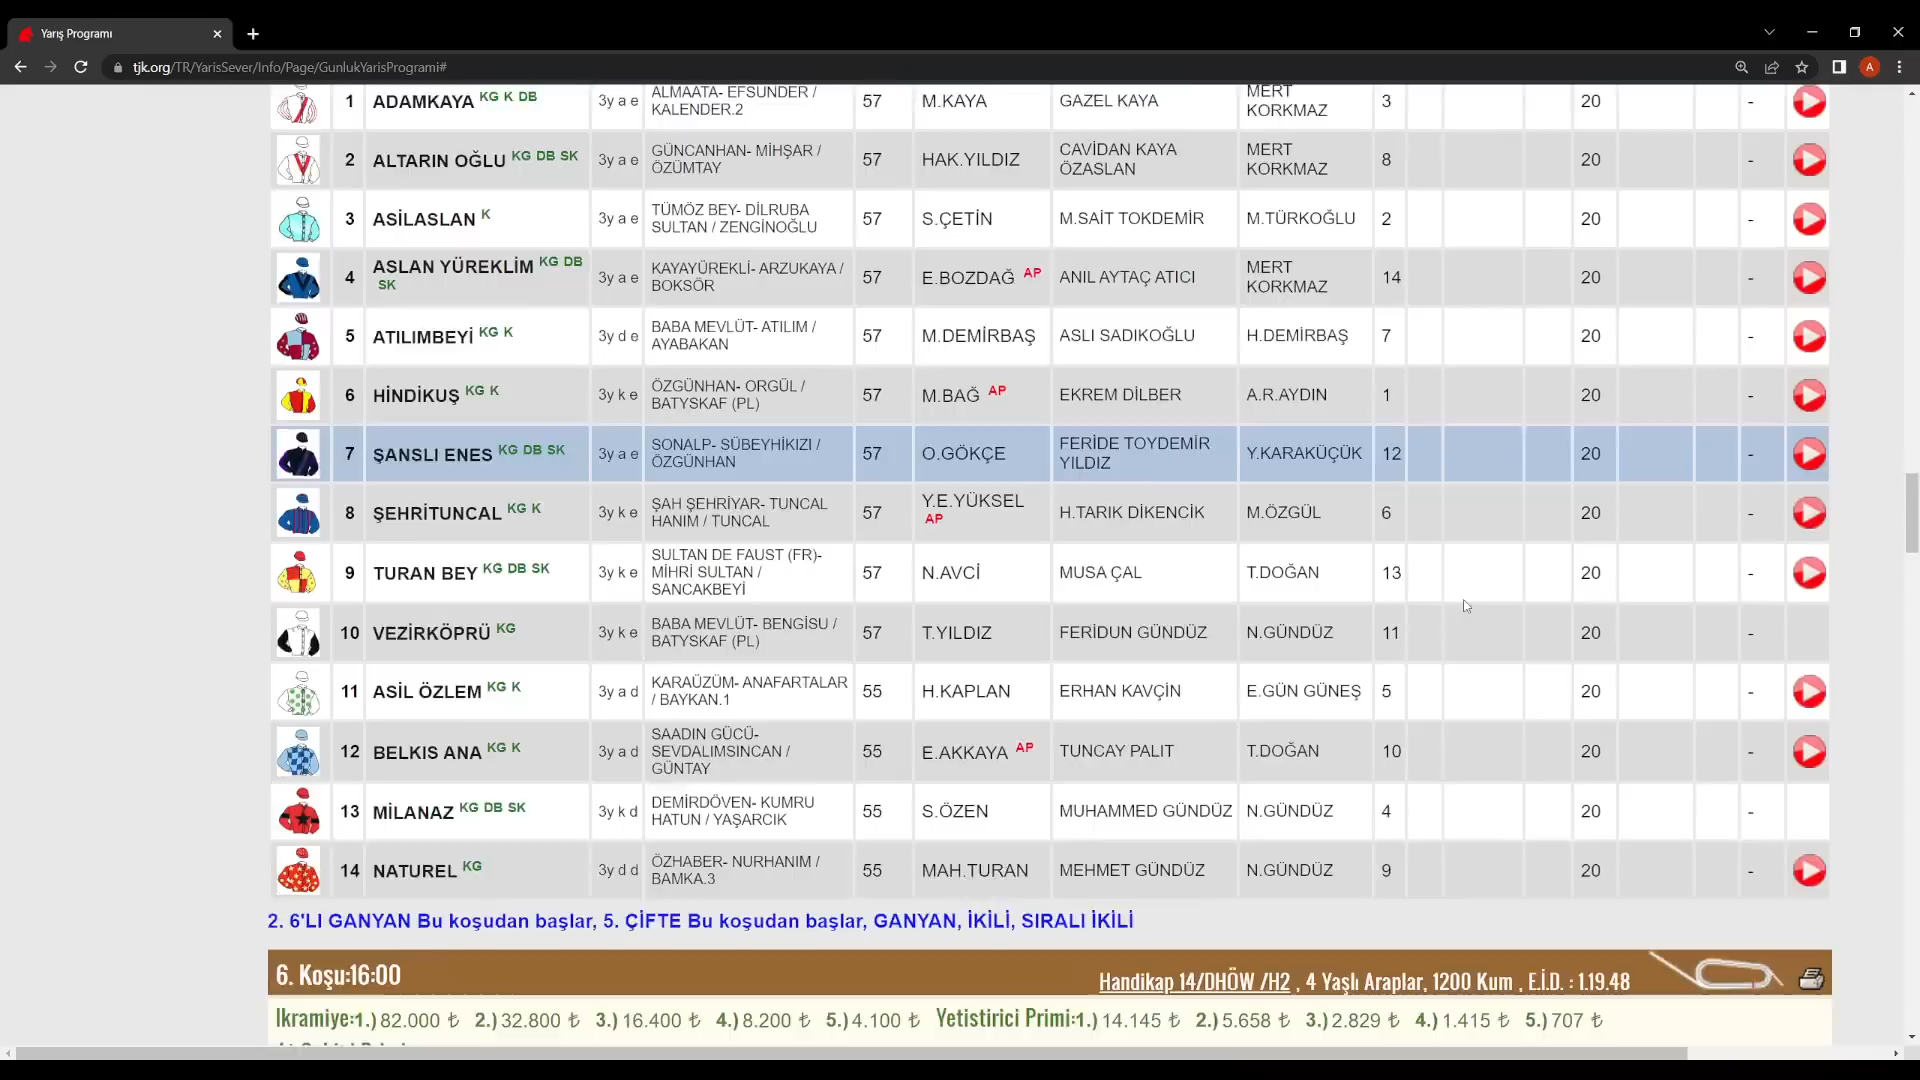 Yarış Programı
tjk.org/TR/YarisSever/Info/Page/GunlukYarisProgrami#
A
1 ADAMKAYA KG K DB 3y a e ALMAATA- EFSUNDER / KALENDER.2 57 M.KAYA GAZEL KAYA MERT KORKMAZ 3 20 -
2 ALTARIN OĞLU KG DB SK 3y a e GÜNCANHAN- MİHŞAR / ÖZÜMTAY 57 HAK.YILDIZ CAVİDAN KAYA ÖZASLAN MERT KORKMAZ 8 20 -
3 ASİLASLAN K 3y a e TÜMÖZ BEY- DİLRUBA SULTAN / ZENGİNOĞLU 57 S.ÇETİN M.SAİT TOKDEMİR M.TÜRKOĞLU 2 20 -
4 ASLAN YÜREKLİM KG DB SK 3y a e KAYAYÜREKLİ- ARZUKAYA / BOKSÖR 57 E.BOZDAĞ AP ANIL AYTAÇ ATICI MERT KORKMAZ 14 20 -
5 ATILIMBEYİ KG K 3y d e BABA MEVLÜT- ATILIM / AYABAKAN 57 M.DEMİRBAŞ ASLI SADIKOĞLU H.DEMİRBAŞ 7 20 -
6 HİNDİKUŞ KG K 3y k e ÖZGÜNHAN- ORGÜL / BATYSKAF (PL) 57 M.BAĞ AP EKREM DİLBER A.R.AYDIN 1 20 -
7 ŞANSLI ENES KG DB SK 3y a e SONALP- SÜBEYHİKIZI / ÖZGÜNHAN 57 O.GÖKÇE FERİDE TOYDEMİR YILDIZ Y.KARAKÜÇÜK 12 20 -
8 ŞEHRİTUNCAL KG K 3y k e ŞAH ŞEHRİYAR- TUNCAL HANIM / TUNCAL 57 Y.E.YÜKSEL AP H.TARIK DİKENCİK M.ÖZGÜL 6 20 -
9 TURAN BEY KG DB SK 3y k e SULTAN DE FAUST (FR)- MİHRİ SULTAN / SANCAKBEYİ 57 N.AVCİ MUSA ÇAL T.DOĞAN 13 20 -
10 VEZİRKÖPRÜ KG 3y k e BABA MEVLÜT- BENGİSU / BATYSKAF (PL) 57 T.YILDIZ FERİDUN GÜNDÜZ N.GÜNDÜZ 11 20 -
11 ASİL ÖZLEM KG K 3y a d KARAÜZÜM- ANAFARTALAR / BAYKAN.1 55 H.KAPLAN ERHAN KAVÇİN E.GÜN GÜNEŞ 5 20 -
12 BELKIS ANA KG K 3y a d SAADIN GÜCÜ- SEVDALIMSINCAN / GÜNTAY 55 E.AKKAYA AP TUNCAY PALIT T.DOĞAN 10 20 -
13 MİLANAZ KG DB SK 3y k d DEMİRDÖVEN- KUMRU HATUN / YAŞARCIK 55 S.ÖZEN MUHAMMED GÜNDÜZ N.GÜNDÜZ 4 20 -
14 NATUREL KG 3y d d ÖZHABER- NURHANIM / BAMKA.3 55 MAH.TURAN MEHMET GÜNDÜZ N.GÜNDÜZ 9 20 -
2. 6'LI GANYAN Bu koşudan başlar, 5. ÇİFTE Bu koşudan başlar, GANYAN, İKİLİ, SIRALI İKİLİ
6. Koşu:16:00 Handikap 14/DHÖW /H2 , 4 Yaşlı Araplar, 1200 Kum , E.İ.D. : 1.19.48
Ikramiye:1.) 82.000 ₺ 2.) 32.800 ₺ 3.) 16.400 ₺ 4.) 8.200 ₺ 5.) 4.100 ₺ Yetistirici Primi:1.) 14.145 ₺ 2.) 5.658 ₺ 3.) 2.829 ₺ 4.) 1.415 ₺ 5.) 707 ₺